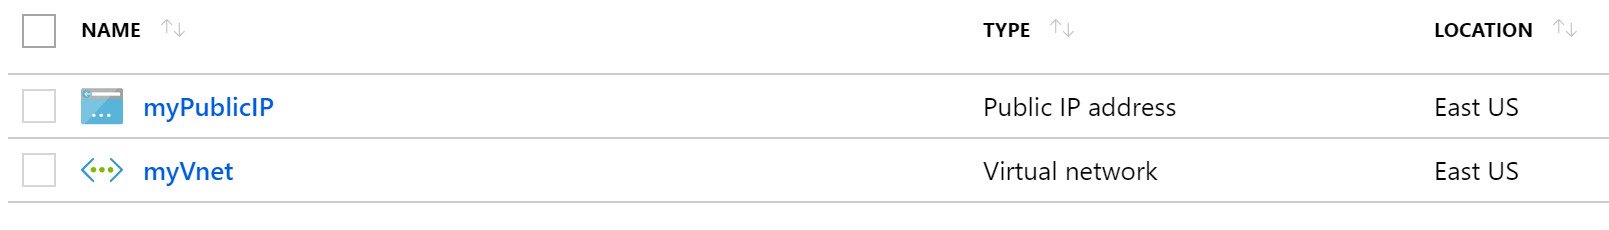 NAME TYPE LOCATION
myPublicIP Public IP address East US
myVnet Virtual network East US